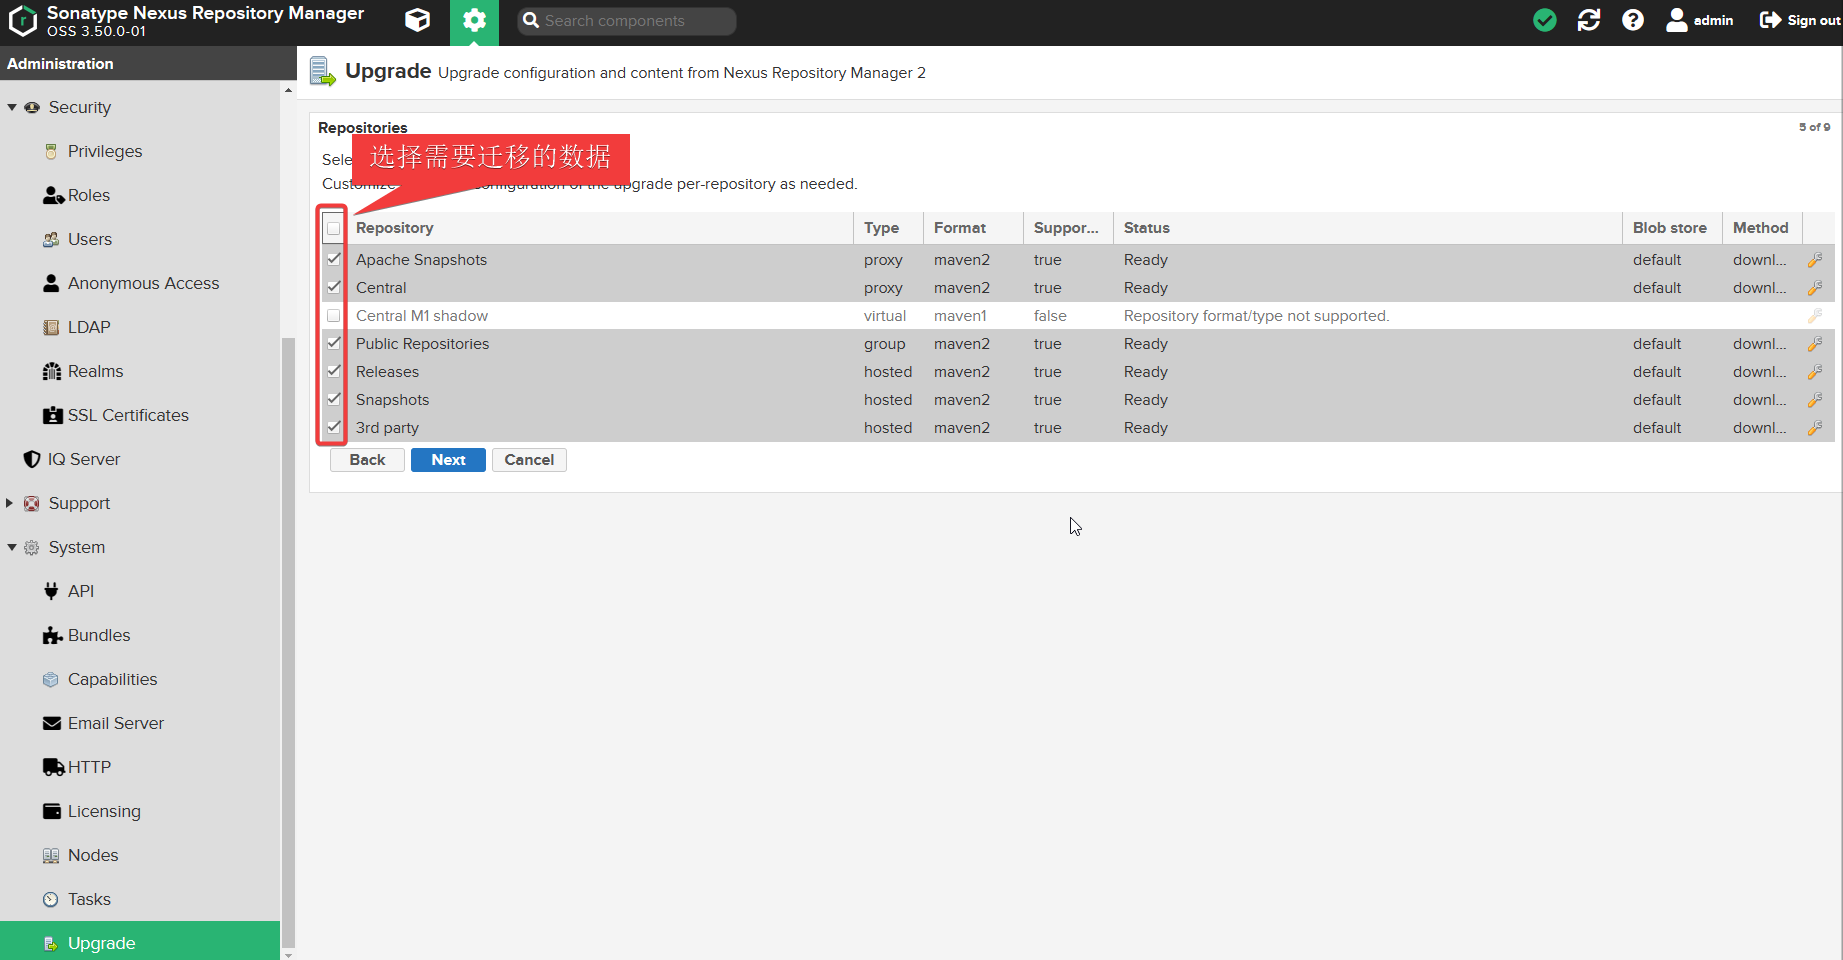 Sonatype Nexus Repository Manager
OSS 3.50.0-01
Search components
admin
Sign out
Administration
Security
Privileges
Roles
Users
Anonymous Access
LDAP
Realms
SSL Certificates
IQ Server
Support
System
API
Bundles
Capabilities
Email Server
HTTP
Licensing
Nodes
Tasks
Upgrade
Upgrade Upgrade configuration and content from Nexus Repository Manager 2
Repositories 5 of 9
选择需要迁移的数据
upgrade per-repository as needed.
Repository Type Format Suppor... Status Blob store Method
Apache Snapshots proxy maven2 true Ready default downl...
Central proxy maven2 true Ready default downl...
Central M1 shadow virtual maven1 false Repository format/type not supported.
Public Repositories group maven2 true Ready default downl...
Releases hosted maven2 true Ready default downl...
Snapshots hosted maven2 true Ready default downl...
3rd party hosted maven2 true Ready default downl...
Back Next Cancel